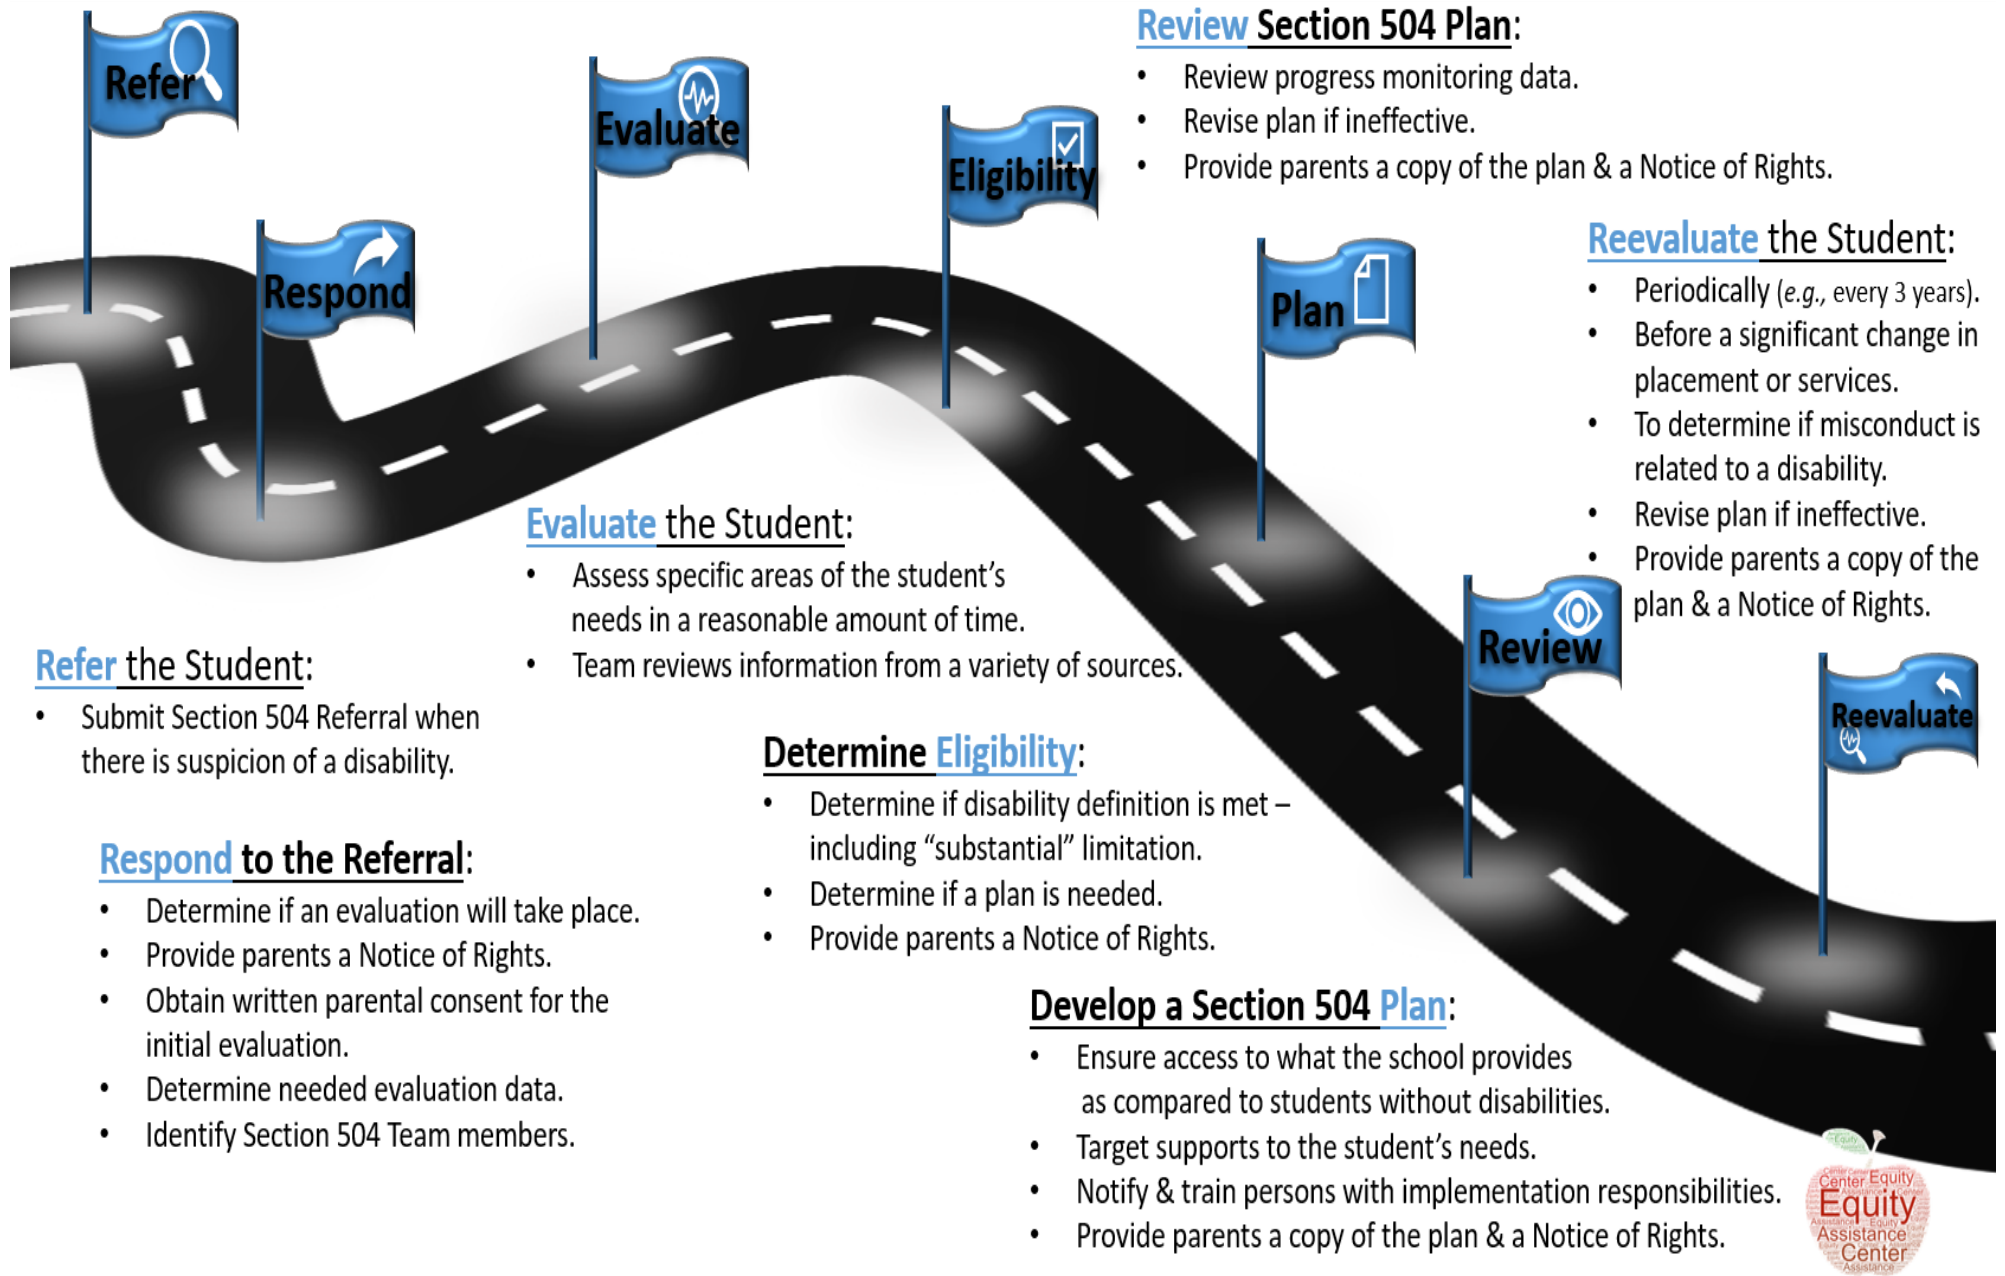 Refer
Respond
Evaluate
Eligibility
Plan
Review
Reevaluate
Refer the Student:
• Submit Section 504 Referral when
there is suspicion of a disability.
Respond to the Referral:
• Determine if an evaluation will take place.
• Provide parents a Notice of Rights.
• Obtain written parental consent for the
initial evaluation.
• Determine needed evaluation data.
• Identify Section 504 Team members.
Evaluate the Student:
• Assess specific areas of the student’s
needs in a reasonable amount of time.
• Team reviews information from a variety of sources.
Determine Eligibility:
• Determine if disability definition is met –
including “substantial” limitation.
• Determine if a plan is needed.
• Provide parents a Notice of Rights.
Develop a Section 504 Plan:
• Ensure access to what the school provides
as compared to students without disabilities.
• Target supports to the student’s needs.
• Notify & train persons with implementation responsibilities.
• Provide parents a copy of the plan & a Notice of Rights.
Review Section 504 Plan:
• Review progress monitoring data.
• Revise plan if ineffective.
• Provide parents a copy of the plan & a Notice of Rights.
Reevaluate the Student:
• Periodically (e.g., every 3 years).
• Before a significant change in
placement or services.
• To determine if misconduct is
related to a disability.
• Revise plan if ineffective.
• Provide parents a copy of the
plan & a Notice of Rights.
Equity
Center Equity
Equity
Assistance
Center
Assistance